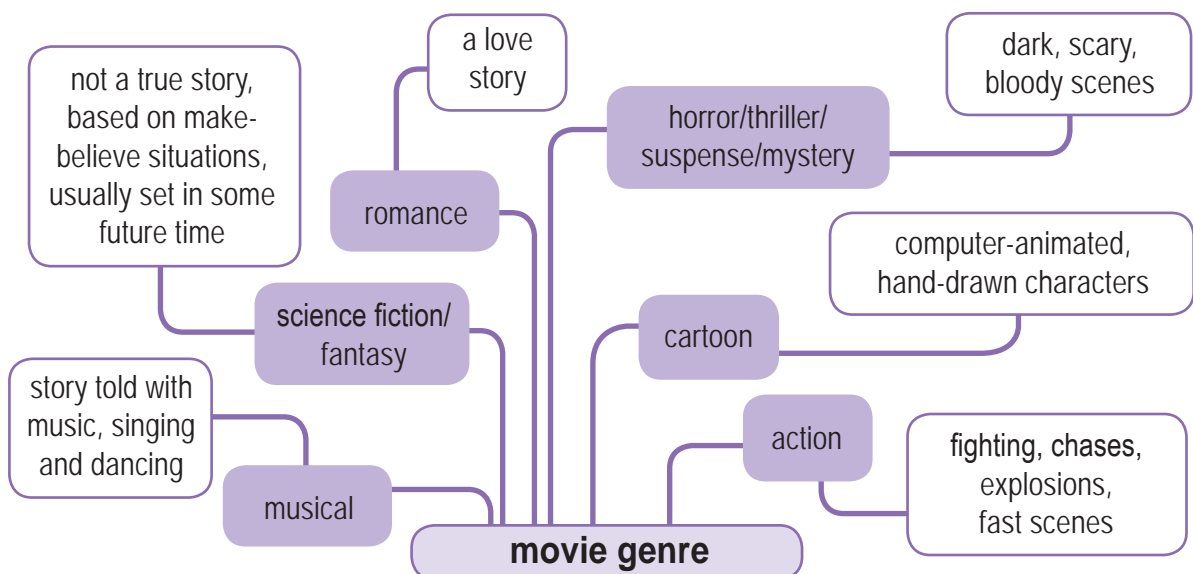 not a true story,
based on make-
believe situations,
usually set in some
future time
a love
story
dark, scary,
bloody scenes
horror/thriller/
suspense/mystery
romance
computer-animated,
hand-drawn characters
science fiction/
fantasy
cartoon
story told with
music, singing
and dancing
action
fighting, chases,
explosions,
fast scenes
musical
movie genre